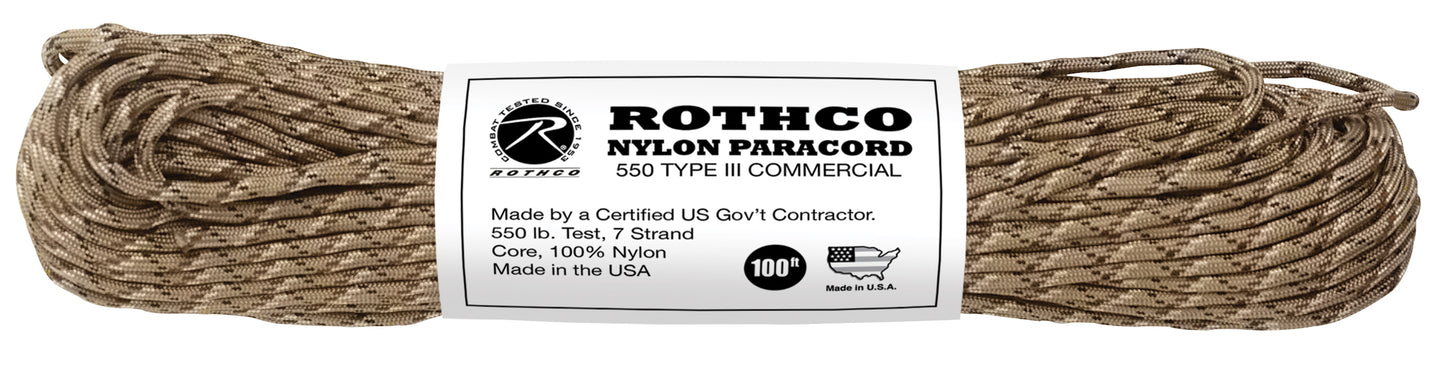 COMBAT TESTED SINCE 1953
R
®
ROTHCO
ROTHCO
NYLON PARACORD
550 TYPE III COMMERCIAL
Made by a Certified US Gov't Contractor.
550 lb. Test, 7 Strand
Core, 100% Nylon
Made in the USA
100ft
Made in U.S.A.